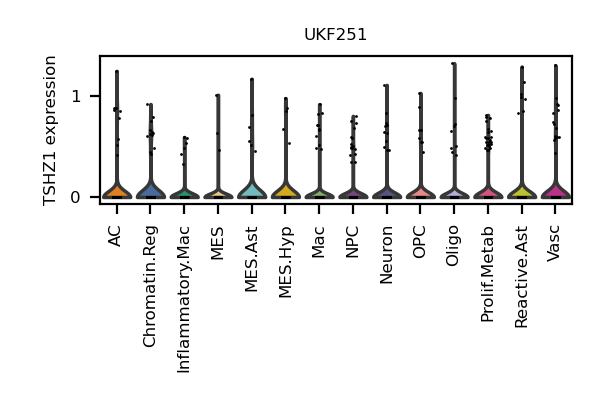 UKF251
TSHZ1 expression
1
0
AC
Chromatin.Reg
Inflammatory.Mac
MES
MES.Ast
MES.Hyp
Mac
NPC
Neuron
OPC
Oligo
Prolif.Metab
Reactive.Ast
Vasc